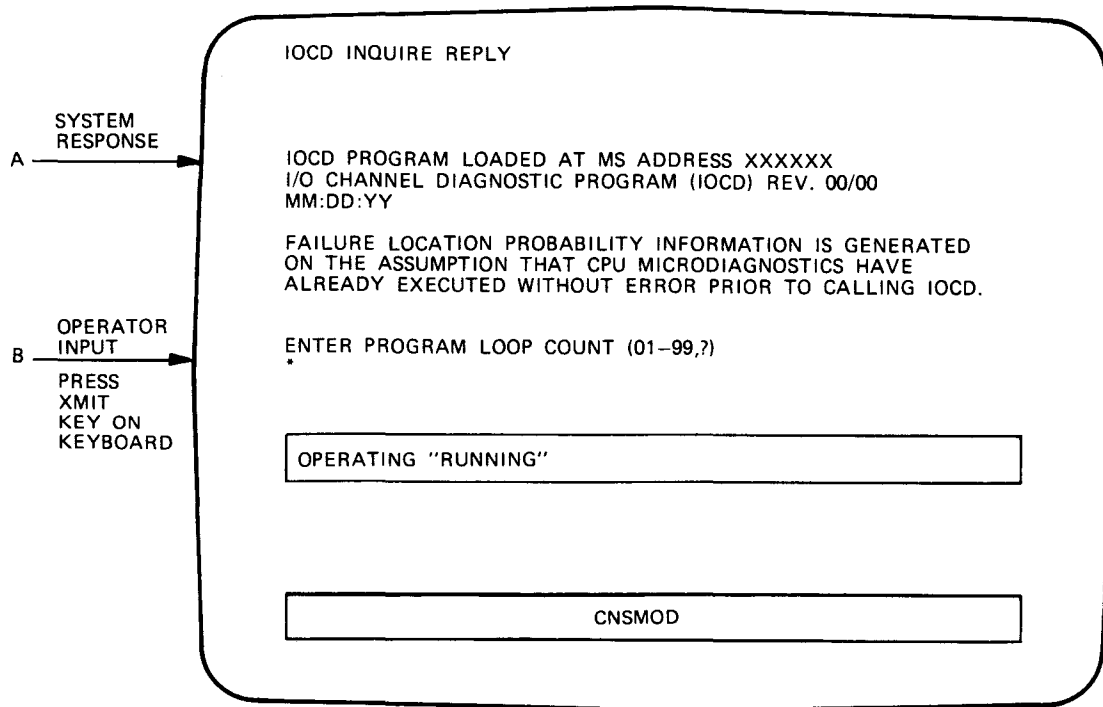 IOCD INQUIRE REPLY
SYSTEM
RESPONSE
A
IOCD PROGRAM LOADED AT MS ADDRESS XXXXXX
I/O CHANNEL DIAGNOSTIC PROGRAM (IOCD) REV. 00/00
MM:DD:YY
FAILURE LOCATION PROBABILITY INFORMATION IS GENERATED
ON THE ASSUMPTION THAT CPU MICRODIAGNOSTICS HAVE
ALREADY EXECUTED WITHOUT ERROR PRIOR TO CALLING IOCD.
OPERATOR
INPUT
B
PRESS
XMIT
KEY ON
KEYBOARD
ENTER PROGRAM LOOP COUNT (01–99,?)
*
OPERATING "RUNNING"
CNSMOD